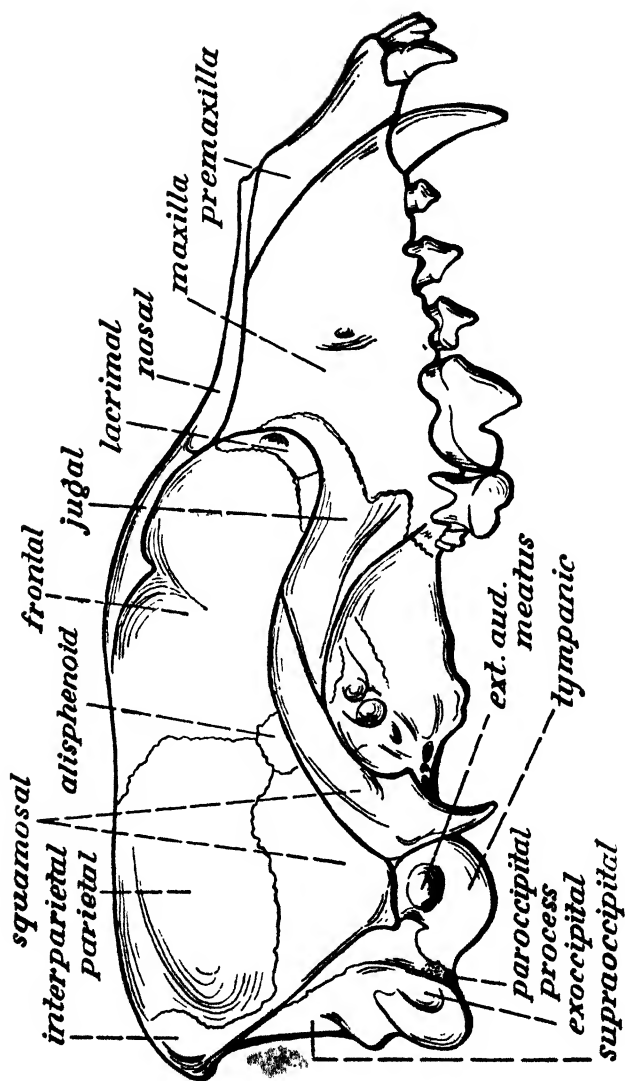 interparietal
parietal
squamosal
alisphenoid
frontal
jugal
lacrimal
nasal
maxilla
premaxilla
supraoccipital
exoccipital
paroccipital
process
tympanic
ext. aud.
meatus